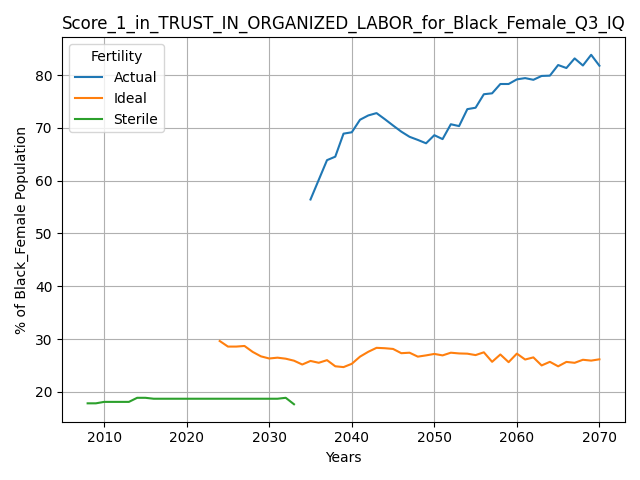 Score_1_in_TRUST_IN_ORGANIZED_LABOR_for_Black_Female_Q3_IQ
Fertility
Actual
Ideal
Sterile
% of Black_Female Population
80
70
60
50
40
30
20
2010 2020 2030 2040 2050 2060 2070
Years